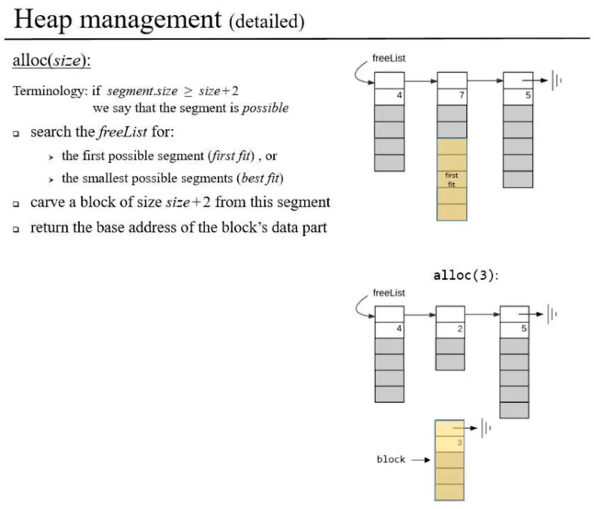 Heap management (detailed)
alloc(size):
Terminology: if segment.size ≥ size+2
we say that the segment is possible
❑ search the freeList for:
➢ the first possible segment (first fit) , or
➢ the smallest possible segments (best fit)
❑ carve a block of size size+2 from this segment
❑ return the base address of the block's data part
freeList
4 7 5
first
fit
alloc(3):
freeList
4 2 5
3
block